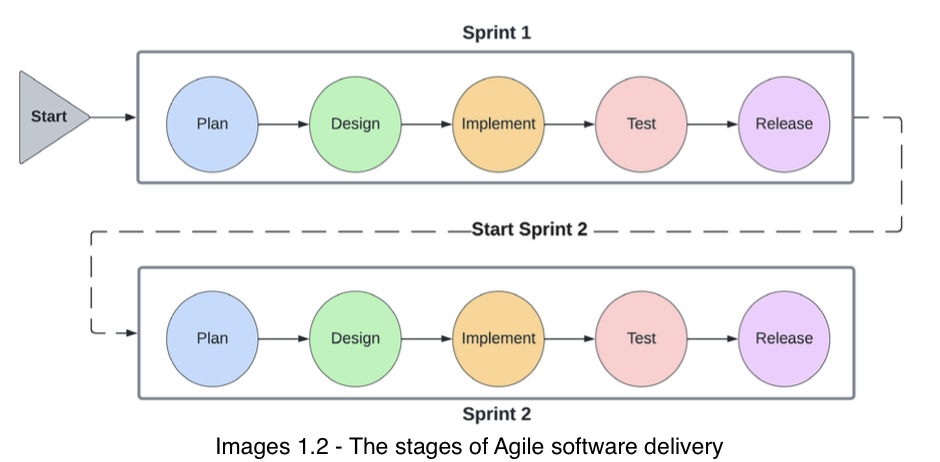 Sprint 1
Start
Plan
Design
Implement
Test
Release
Start Sprint 2
Plan
Design
Implement
Test
Release
Sprint 2
Images 1.2 - The stages of Agile software delivery